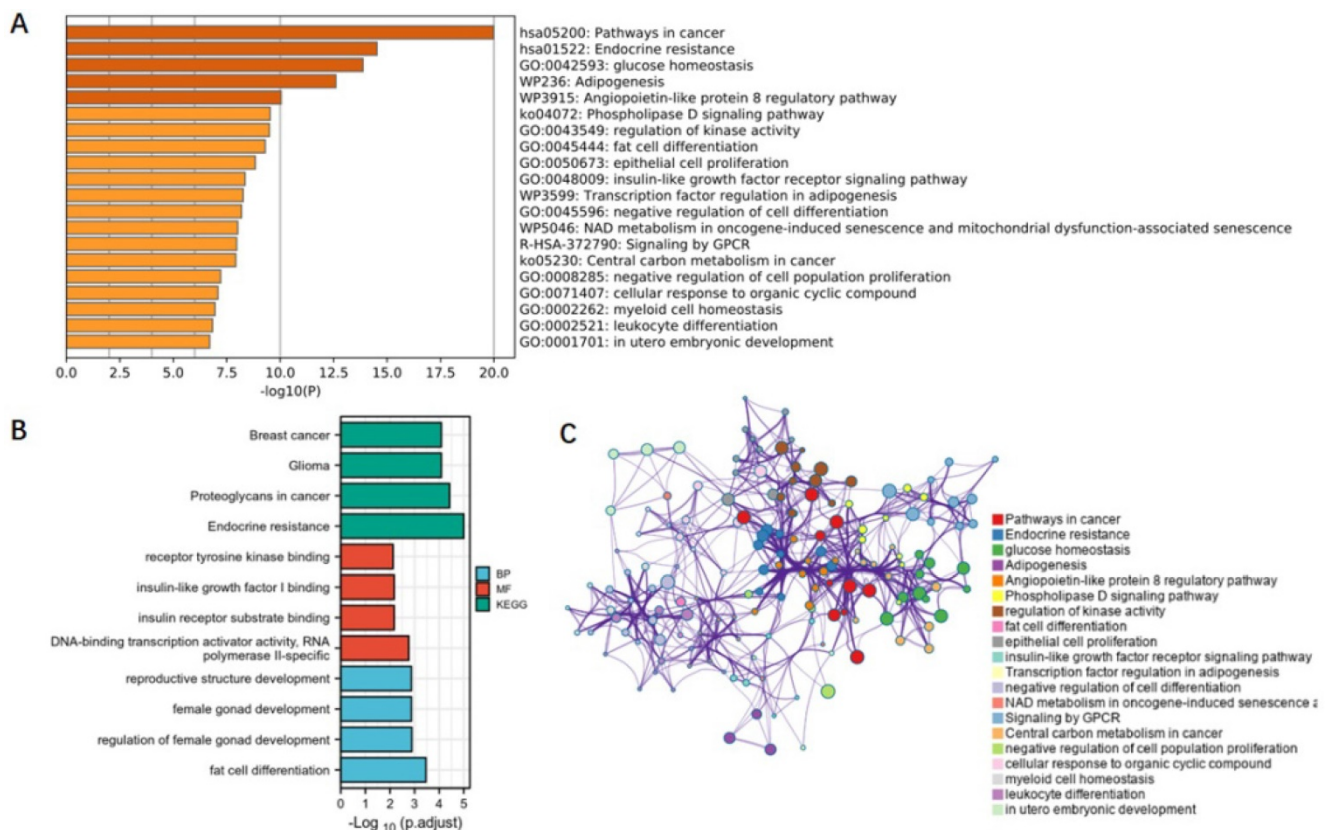 A
hsa05200: Pathways in cancer
hsa01522: Endocrine resistance
GO:0042593: glucose homeostasis
WP236: Adipogenesis
WP3915: Angiopoietin-like protein 8 regulatory pathway
ko04072: Phospholipase D signaling pathway
GO:0043549: regulation of kinase activity
GO:0045444: fat cell differentiation
GO:0050673: epithelial cell proliferation
GO:0048009: insulin-like growth factor receptor signaling pathway
WP3599: Transcription factor regulation in adipogenesis
GO:0045596: negative regulation of cell differentiation
WP5046: NAD metabolism in oncogene-induced senescence and mitochondrial dysfunction-associated senescence
R-HSA-372790: Signaling by GPCR
ko05230: Central carbon metabolism in cancer
GO:0008285: negative regulation of cell population proliferation
GO:0071407: cellular response to organic cyclic compound
GO:0002262: myeloid cell homeostasis
GO:0002521: leukocyte differentiation
GO:0001701: in utero embryonic development
0.0 2.5 5.0 7.5 10.0 12.5 15.0 17.5 20.0
-log10(P)
B
Breast cancer
Glioma
Proteoglycans in cancer
Endocrine resistance
receptor tyrosine kinase binding
insulin-like growth factor I binding
insulin receptor substrate binding
DNA-binding transcription activator activity, RNA
polymerase II-specific
reproductive structure development
female gonad development
regulation of female gonad development
fat cell differentiation
0 1 2 3 4 5
-Log 10 (p.adjust)
BP
MF
KEGG
C
Pathways in cancer
Endocrine resistance
glucose homeostasis
Adipogenesis
Angiopoietin-like protein 8 regulatory pathway
Phospholipase D signaling pathway
regulation of kinase activity
fat cell differentiation
epithelial cell proliferation
insulin-like growth factor receptor signaling pathway
Transcription factor regulation in adipogenesis
negative regulation of cell differentiation
NAD metabolism in oncogene-induced senescence a
Signaling by GPCR
Central carbon metabolism in cancer
negative regulation of cell population proliferation
cellular response to organic cyclic compound
myeloid cell homeostasis
leukocyte differentiation
in utero embryonic development